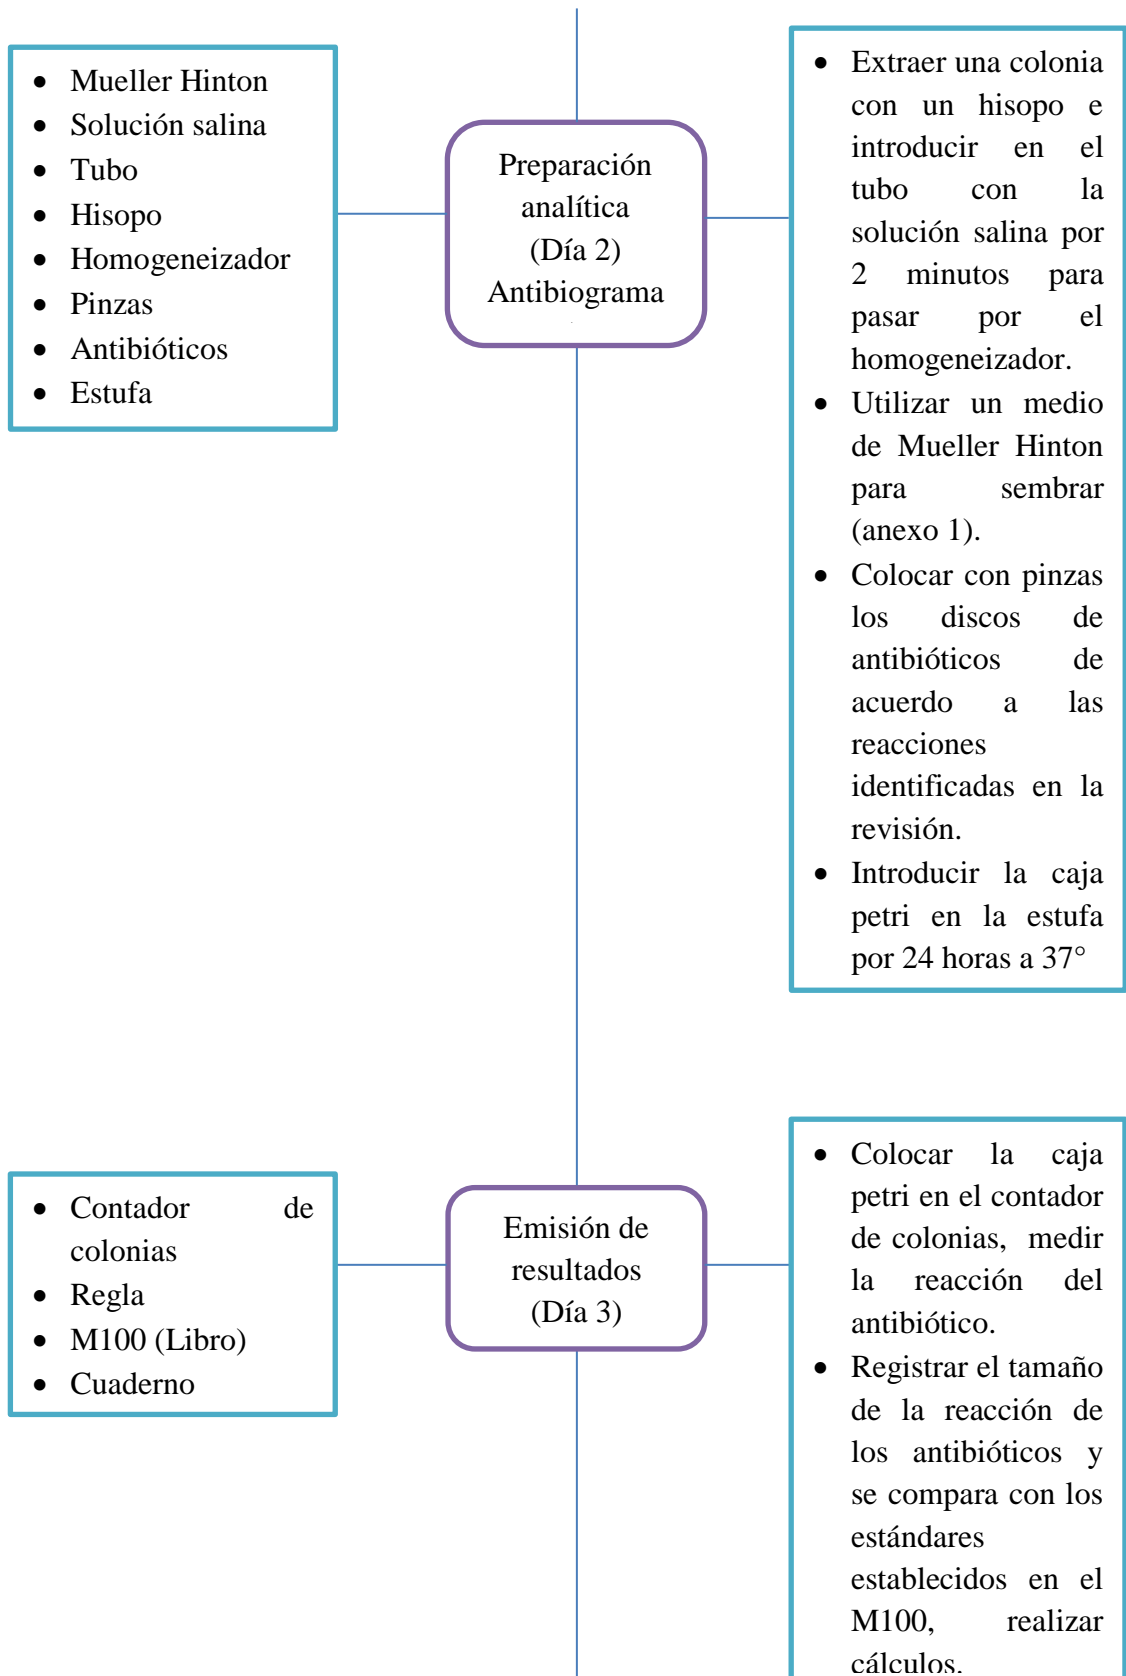 • Mueller Hinton
• Solución salina
• Tubo
• Hisopo
• Homogeneizador
• Pinzas
• Antibióticos
• Estufa
Preparación
analítica
(Día 2)
Antibiograma
• Extraer una colonia
con un hisopo e
introducir en el
tubo con la
solución salina por
2 minutos para
pasar por el
homogeneizador.
• Utilizar un medio
de Mueller Hinton
para sembrar
(anexo 1).
• Colocar con pinzas
los discos de
antibióticos de
acuerdo a las
reacciones
identificadas en la
revisión.
• Introducir la caja
petri en la estufa
por 24 horas a 37°
• Contador de
colonias
• Regla
• M100 (Libro)
• Cuaderno
Emisión de
resultados
(Día 3)
• Colocar la caja
petri en el contador
de colonias, medir
la reacción del
antibiótico.
• Registrar el tamaño
de la reacción de
los antibióticos y
se compara con los
estándares
establecidos en el
M100, realizar
cálculos.